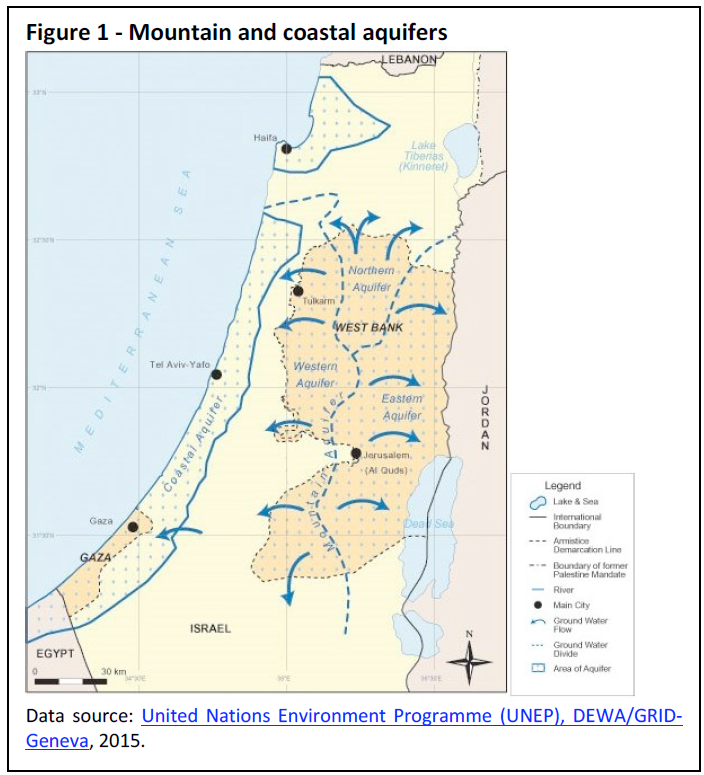 Figure 1 - Mountain and coastal aquifers
LEBANON
33°N
Haifa
Lake
Tiberias
(Kinneret)
MEDITERRANEAN SEA
Northern
Aquifer
Tulkarm
WEST BANK
Tel Aviv-Yafo
Western
Aquifer
32°N
Eastern
Aquifer
JORDAN
Coastal Aquifer
Mountain Aquifer
Jerusalem,
(Al Quds)
Gaza
Dead Sea
GAZA
ISRAEL
EGYPT
N
0 30 km
Legend
Lake & Sea
International
Boundary
Armistice
Demarcation Line
Boundary of former
Palestine Mandate
River
Main City
Ground Water
Flow
Ground Water
Divide
Area of Aquifer
Data source: United Nations Environment Programme (UNEP), DEWA/GRID-
Geneva, 2015.